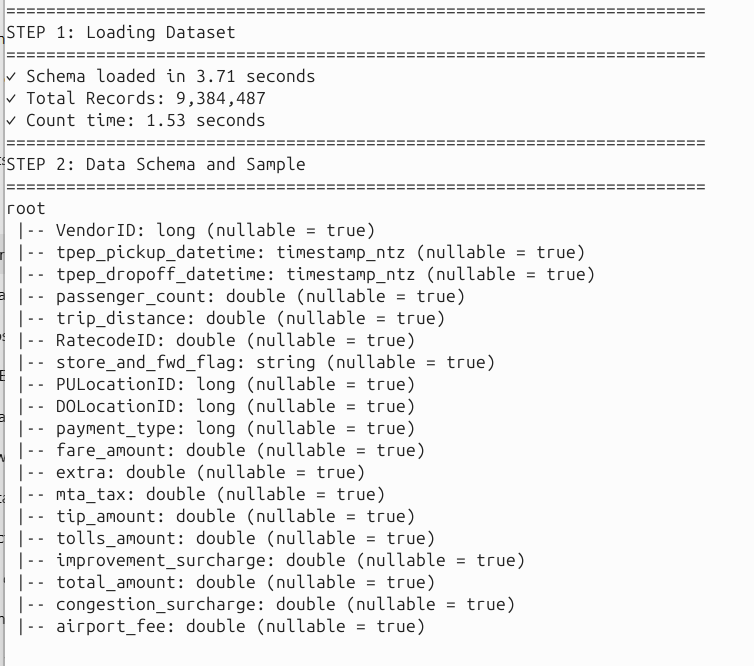 ======================================================================
STEP 1: Loading Dataset
======================================================================
✓ Schema loaded in 3.71 seconds
✓ Total Records: 9,384,487
✓ Count time: 1.53 seconds
======================================================================
STEP 2: Data Schema and Sample
======================================================================
root
 |-- VendorID: long (nullable = true)
 |-- tpep_pickup_datetime: timestamp_ntz (nullable = true)
 |-- tpep_dropoff_datetime: timestamp_ntz (nullable = true)
 |-- passenger_count: double (nullable = true)
 |-- trip_distance: double (nullable = true)
 |-- RatecodeID: double (nullable = true)
 |-- store_and_fwd_flag: string (nullable = true)
 |-- PULocationID: long (nullable = true)
 |-- DOLocationID: long (nullable = true)
 |-- payment_type: long (nullable = true)
 |-- fare_amount: double (nullable = true)
 |-- extra: double (nullable = true)
 |-- mta_tax: double (nullable = true)
 |-- tip_amount: double (nullable = true)
 |-- tolls_amount: double (nullable = true)
 |-- improvement_surcharge: double (nullable = true)
 |-- total_amount: double (nullable = true)
 |-- congestion_surcharge: double (nullable = true)
 |-- airport_fee: double (nullable = true)